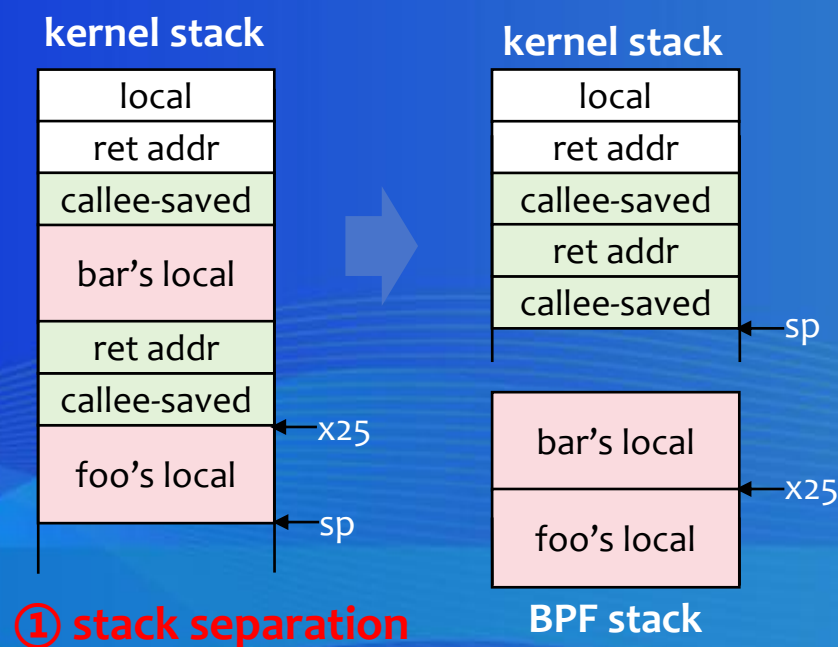 kernel stack
local
ret addr
callee-saved
bar's local
ret addr
callee-saved
x25
foo's local
sp
kernel stack
local
ret addr
callee-saved
ret addr
callee-saved
sp
bar's local
x25
foo's local
BPF stack
① stack separation